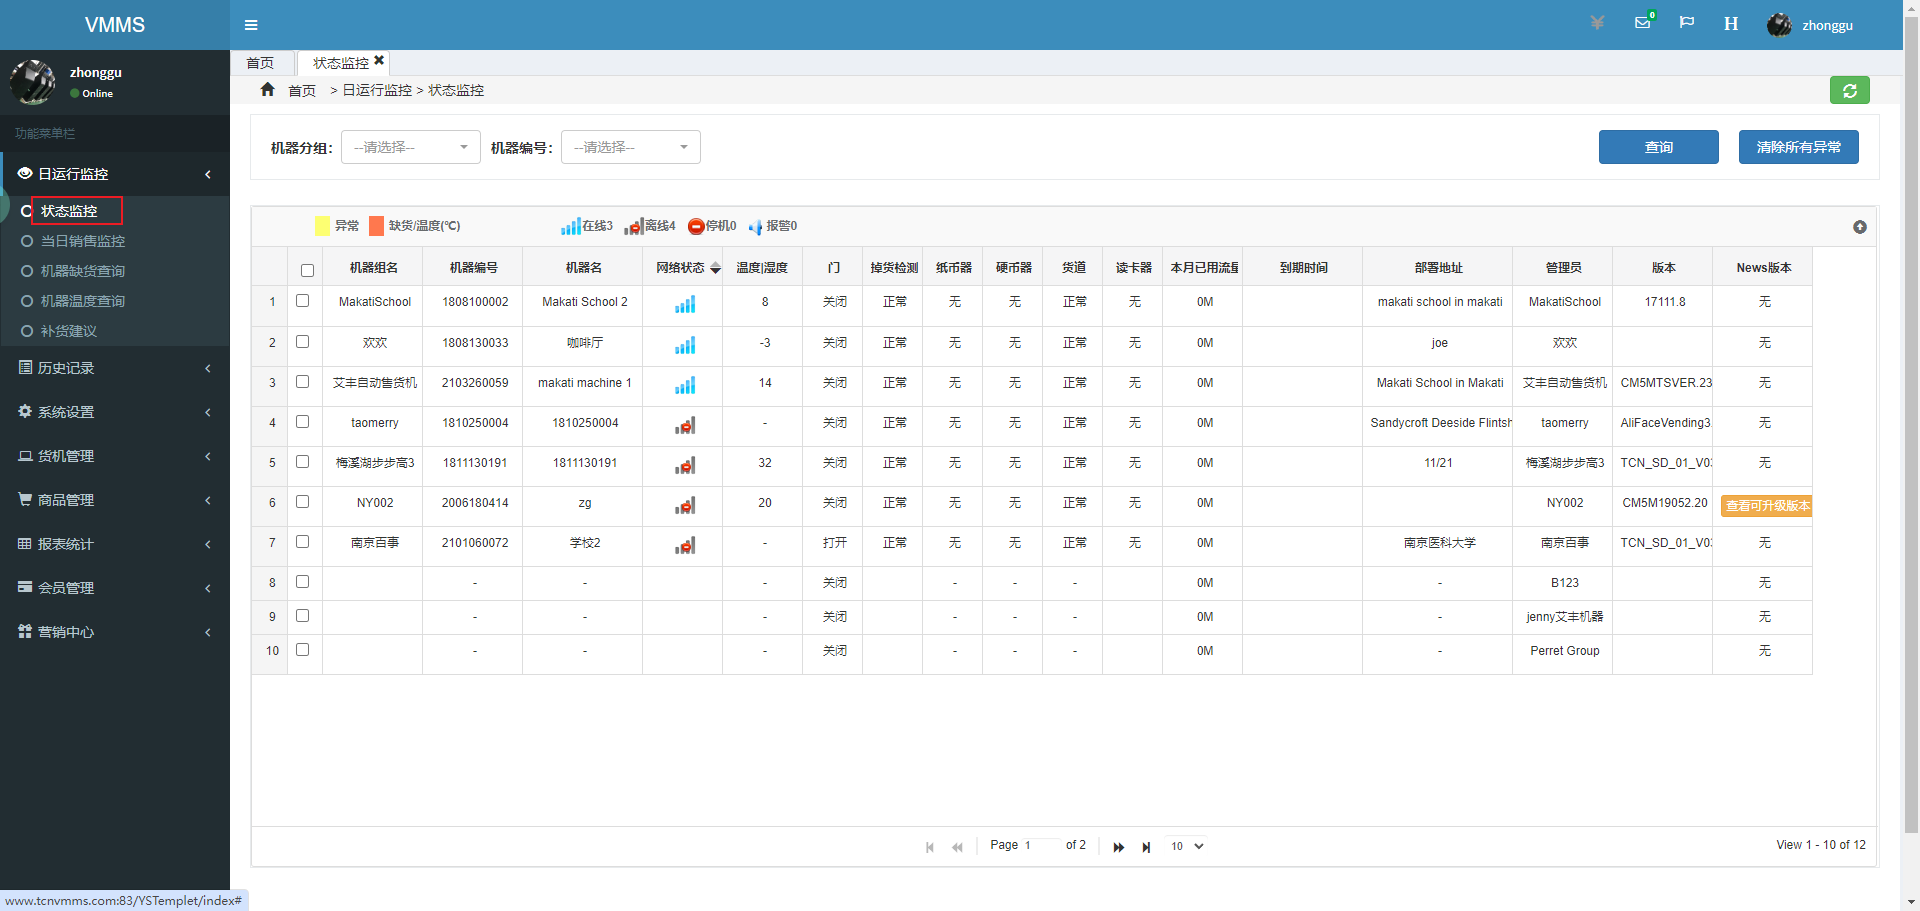 VMMS
0
H
zhonggu
zhonggu
Online
功能菜单栏
日运行监控
状态监控
当日销售监控
机器缺货查询
机器温度查询
补货建议
历史记录
系统设置
货机管理
商品管理
报表统计
会员管理
营销中心
首页
状态监控
首页 > 日运行监控 > 状态监控
机器分组: --请选择-- 机器编号: --请选择-- 查询 清除所有异常
异常 缺货/温度(℃) 在线3 离线4 停机0 报警0
机器组名 机器编号 机器名 网络状态 温度|湿度 门 掉货检测 纸币器 硬币器 货道 读卡器 本月已用流量 到期时间 部署地址 管理员 版本 News版本
1 MakatiSchool 1808100002 Makati School 2 8 关闭 正常 无 无 正常 无 0M makati school in makati MakatiSchool 17111.8 无
2 欢欢 1808130033 咖啡厅 -3 关闭 正常 无 无 正常 无 0M joe 欢欢 无
3 艾丰自动售货机 2103260059 makati machine 1 14 关闭 正常 无 无 正常 无 0M Makati School in Makati 艾丰自动售货机 CM5MTSVER.23 无
4 taomerry 1810250004 1810250004 - 关闭 正常 无 无 正常 无 0M Sandycroft Deeside Flintsh taomerry AliFaceVending3 无
5 梅溪湖步步高3 1811130191 1811130191 32 关闭 正常 无 无 正常 无 0M 11/21 梅溪湖步步高3 TCN_SD_01_V03 无
6 NY002 2006180414 zg 20 关闭 正常 无 无 正常 无 0M NY002 CM5M19052.20 查看可升级版本
7 南京百事 2101060072 学校2 - 打开 正常 无 无 正常 无 0M 南京医科大学 南京百事 TCN_SD_01_V03 无
8 - - - 关闭 - - - 0M - B123 无
9 - - - 关闭 - - - 0M - jenny艾丰机器 无
10 - - - 关闭 - - - 0M - Perret Group 无
Page 1 of 2 10 View 1 - 10 of 12
www.tcnvmms.com:83/YSTemplet/index#